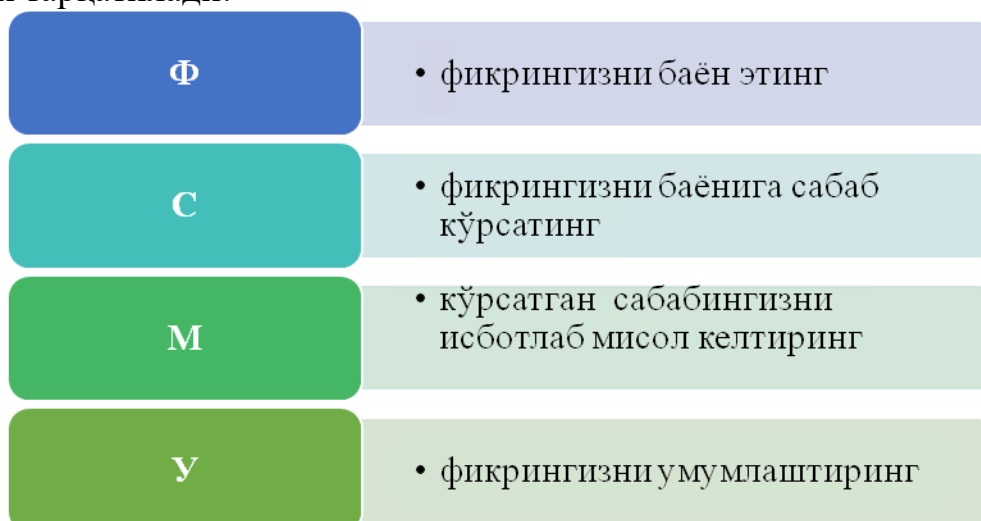 Ф
• фикрингизни баён этинг
С
• фикрингизни баёнига сабаб
кўрсатинг
М
• кўрсатган сабабингизни
исботлаб мисол келтиринг
У
• фикрингизни умумлаштиринг